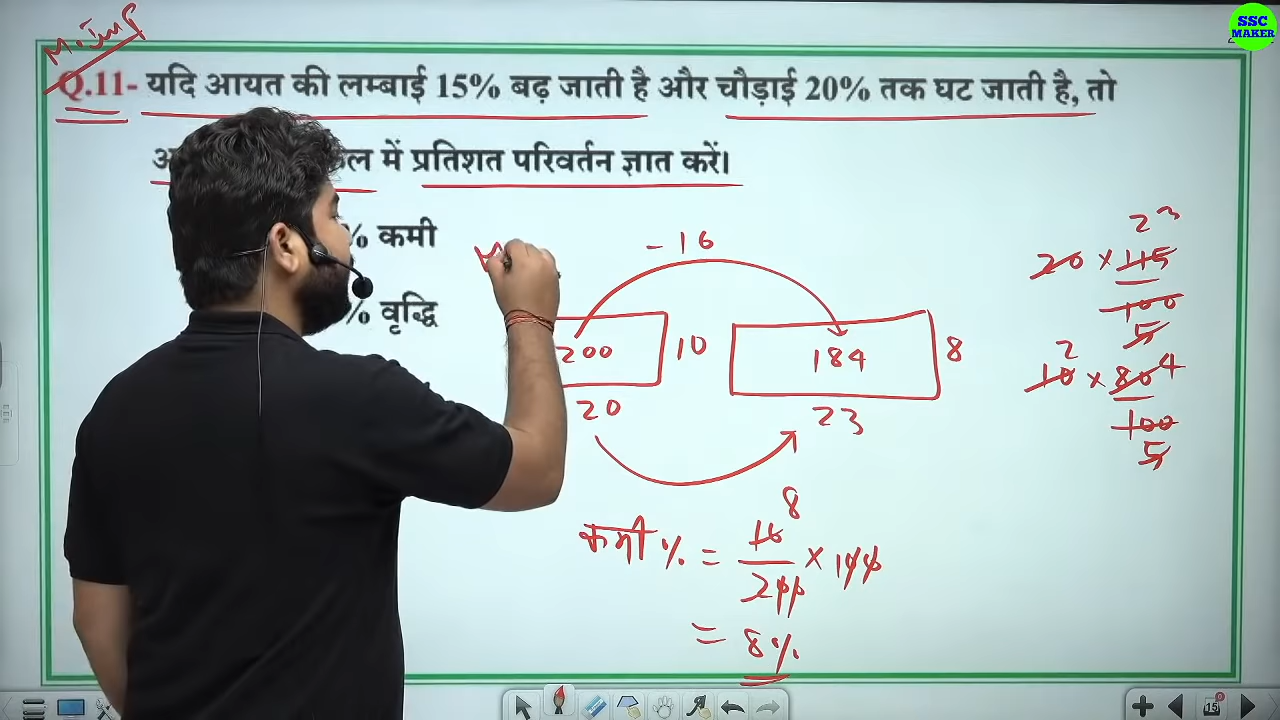 SSC
MAKER
Q.11- यदि आयत की लम्बाई 15% बढ़ जाती है और चौड़ाई 20% तक घट जाती है, तो
में प्रतिशत परिवर्तन ज्ञात करें।
% कमी
% वृद्धि
-16
200
10
20
184
8
23
20 × 115
100
5
23
10 × 80
100
5
2
4
कमी % = 16/200 × 100
8
= 8%
15